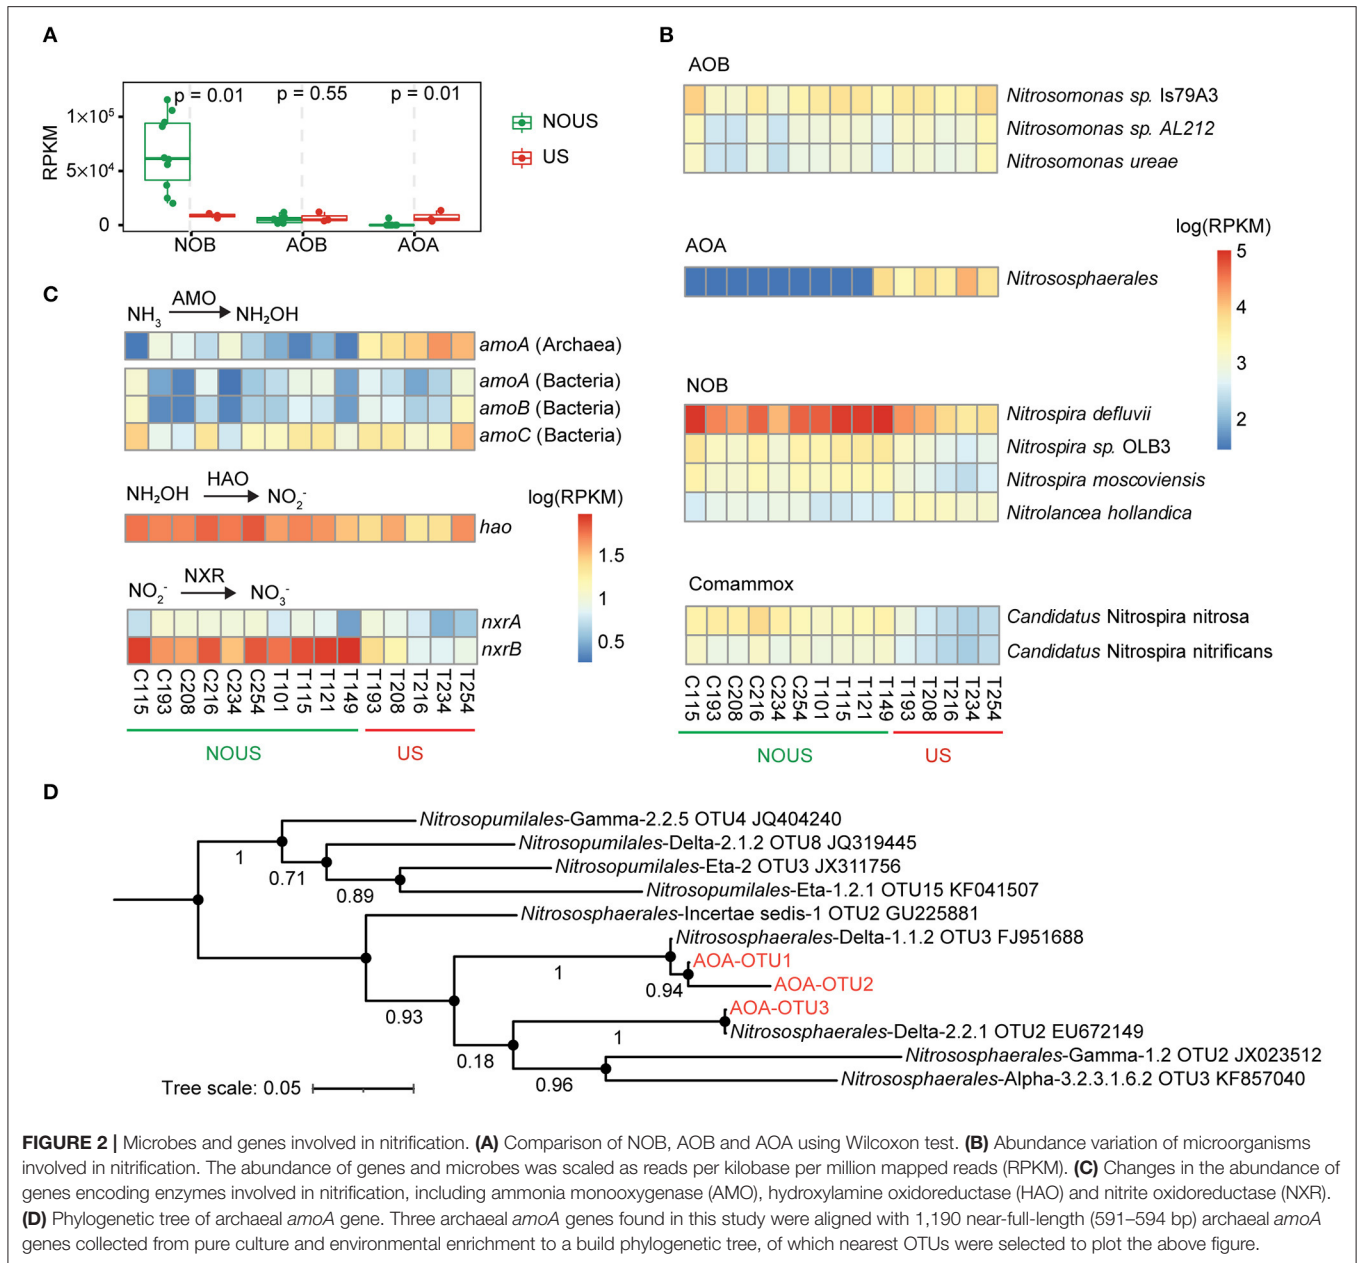 A
p = 0.01 p = 0.55 p = 0.01
RPKM
1×10⁵
5×10⁴
0
NOB AOB AOA
NOUS
US
B
AOB
Nitrosomonas sp. Is79A3
Nitrosomonas sp. AL212
Nitrosomonas ureae
AOA
Nitrososphaerales
log(RPKM)
5
4
3
2
NOB
Nitrospira defluvii
Nitrospira sp. OLB3
Nitrospira moscoviensis
Nitrolancea hollandica
Comammox
Candidatus Nitrospira nitrosa
Candidatus Nitrospira nitrificans
C115 C193 C208 C216 C234 C254 T101 T115 T121 T149 T193 T208 T216 T234 T254
NOUS US
C
AMO
NH₃ NH₂OH
amoA (Archaea)
amoA (Bacteria)
amoB (Bacteria)
amoC (Bacteria)
HAO
NH₂OH NO₂⁻
hao
log(RPKM)
1.5
1
0.5
NXR
NO₂⁻ NO₃⁻
nxrA
nxrB
C115 C193 C208 C216 C234 C254 T101 T115 T121 T149 T193 T208 T216 T234 T254
NOUS US
D
Nitrosopumilales-Gamma-2.2.5 OTU4 JQ404240
Nitrosopumilales-Delta-2.1.2 OTU8 JQ319445
1
Nitrosopumilales-Eta-2 OTU3 JX311756
0.71
Nitrosopumilales-Eta-1.2.1 OTU15 KF041507
0.89
Nitrososphaerales-Incertae sedis-1 OTU2 GU225881
Nitrososphaerales-Delta-1.1.2 OTU3 FJ951688
AOA-OTU1
1
AOA-OTU2
0.94
AOA-OTU3
0.93
Nitrososphaerales-Delta-2.2.1 OTU2 EU672149
1
Nitrososphaerales-Gamma-1.2 OTU2 JX023512
0.18
Nitrososphaerales-Alpha-3.2.3.1.6.2 OTU3 KF857040
0.96
Tree scale: 0.05
FIGURE 2 | Microbes and genes involved in nitrification. (A) Comparison of NOB, AOB and AOA using Wilcoxon test. (B) Abundance variation of microorganisms
involved in nitrification. The abundance of genes and microbes was scaled as reads per kilobase per million mapped reads (RPKM). (C) Changes in the abundance of
genes encoding enzymes involved in nitrification, including ammonia monooxygenase (AMO), hydroxylamine oxidoreductase (HAO) and nitrite oxidoreductase (NXR).
(D) Phylogenetic tree of archaeal amoA gene. Three archaeal amoA genes found in this study were aligned with 1,190 near-full-length (591–594 bp) archaeal amoA
genes collected from pure culture and environmental enrichment to a build phylogenetic tree, of which nearest OTUs were selected to plot the above figure.